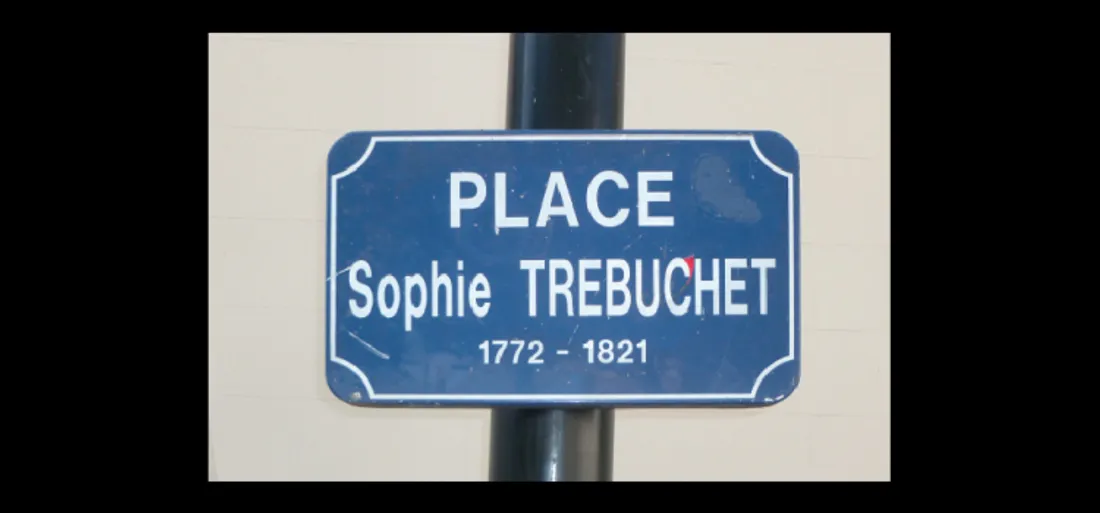 PLACE
Sophie TREBUCHET
1772 - 1821